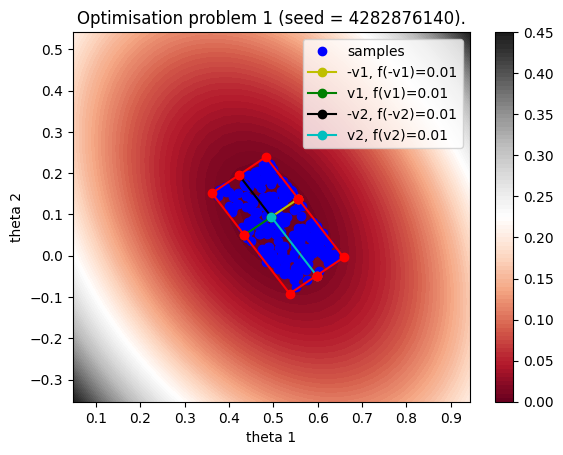 Optimisation problem 1 (seed = 4282876140).
samples
-v1, f(-v1)=0.01
v1, f(v1)=0.01
-v2, f(-v2)=0.01
v2, f(v2)=0.01
theta 2
0.5
0.4
0.3
0.2
0.1
0.0
−0.1
−0.2
−0.3
0.1 0.2 0.3 0.4 0.5 0.6 0.7 0.8 0.9
theta 1
0.45
0.40
0.35
0.30
0.25
0.20
0.15
0.10
0.05
0.00